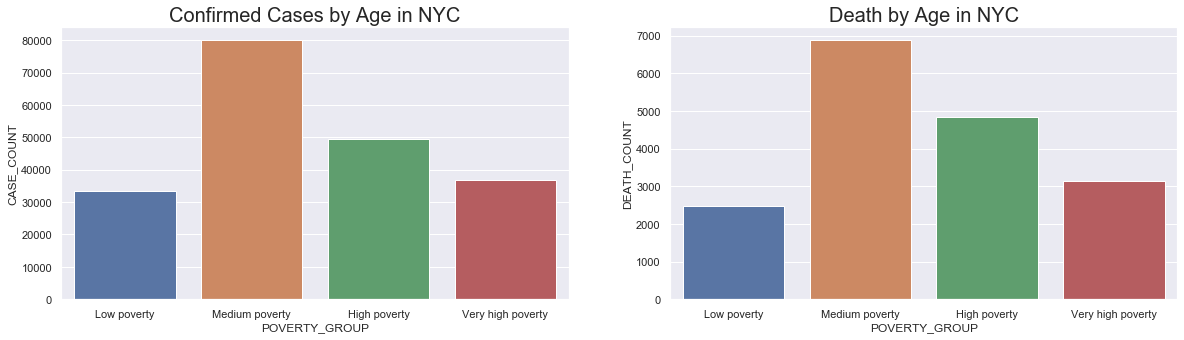 Confirmed Cases by Age in NYC
80000
70000
60000
50000
40000
30000
20000
10000
0
CASE_COUNT
Low poverty
Medium poverty
High poverty
Very high poverty
POVERTY_GROUP
Death by Age in NYC
7000
6000
5000
4000
3000
2000
1000
0
DEATH_COUNT
Low poverty
Medium poverty
High poverty
Very high poverty
POVERTY_GROUP